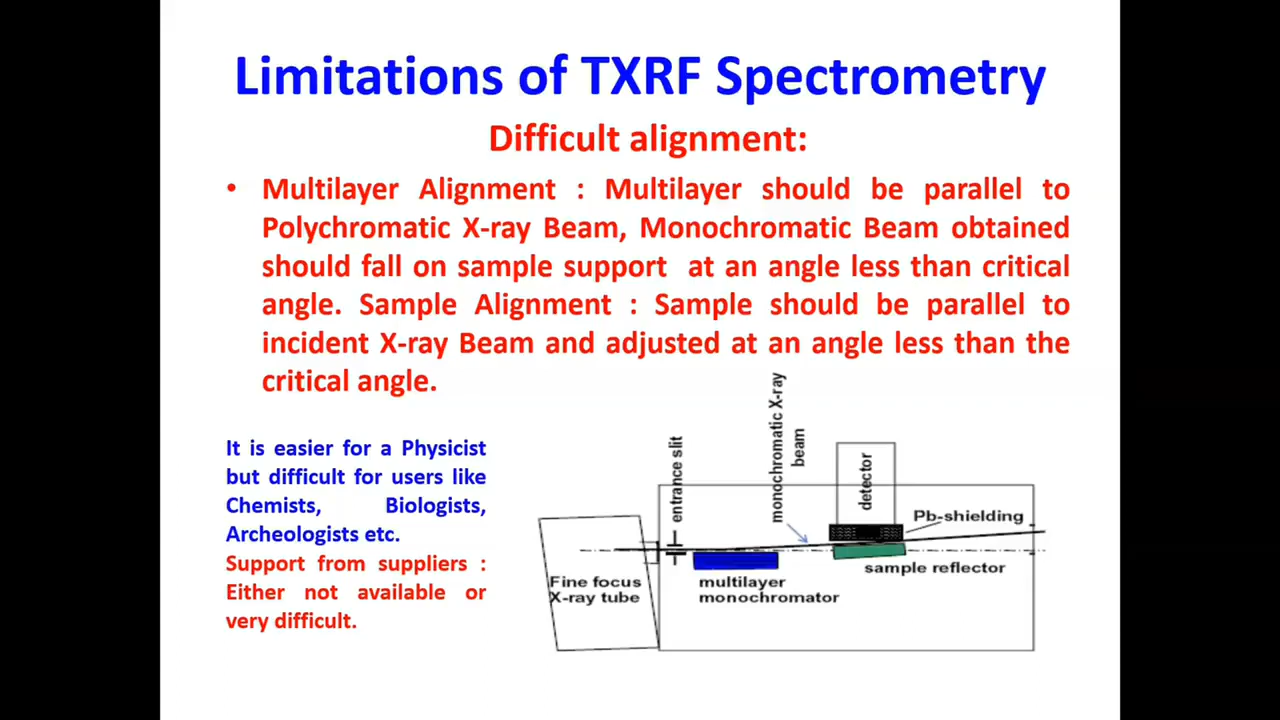 Limitations of TXRF Spectrometry
Difficult alignment:
• Multilayer Alignment : Multilayer should be parallel to
Polychromatic X-ray Beam, Monochromatic Beam obtained
should fall on sample support at an angle less than critical
angle. Sample Alignment : Sample should be parallel to
incident X-ray Beam and adjusted at an angle less than the
critical angle.
It is easier for a Physicist
but difficult for users like
Chemists, Biologists,
Archeologists etc.
Support from suppliers :
Either not available or
very difficult.
entrance slit
monochromatic X-ray
beam
detector
Pb-shielding
sample reflector
Fine focus
X-ray tube
multilayer
monochromator